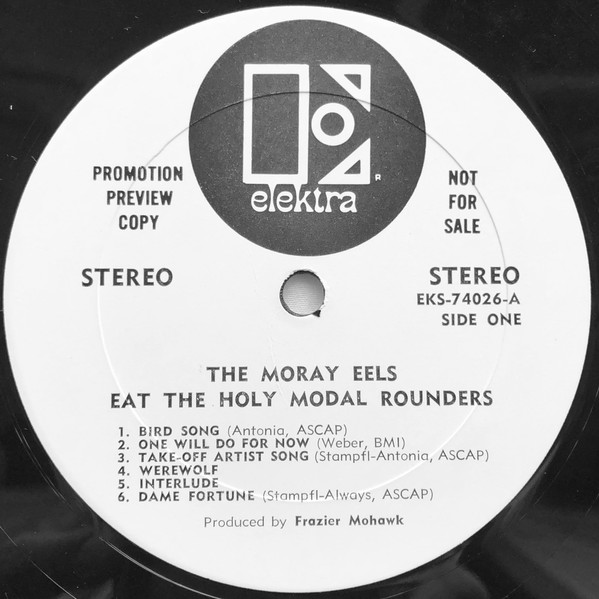 elektra
R
PROMOTION
PREVIEW
COPY
NOT
FOR
SALE
STEREO
STEREO
EKS-74026-A
SIDE ONE
THE MORAY EELS
EAT THE HOLY MODAL ROUNDERS
1. BIRD SONG (Antonia, ASCAP)
2. ONE WILL DO FOR NOW (Weber, BMI)
3. TAKE-OFF ARTIST SONG (Stampfl-Antonia, ASCAP)
4. WEREWOLF
5. INTERLUDE
6. DAME FORTUNE (Stampfl-Always, ASCAP)
Produced by Frazier Mohawk